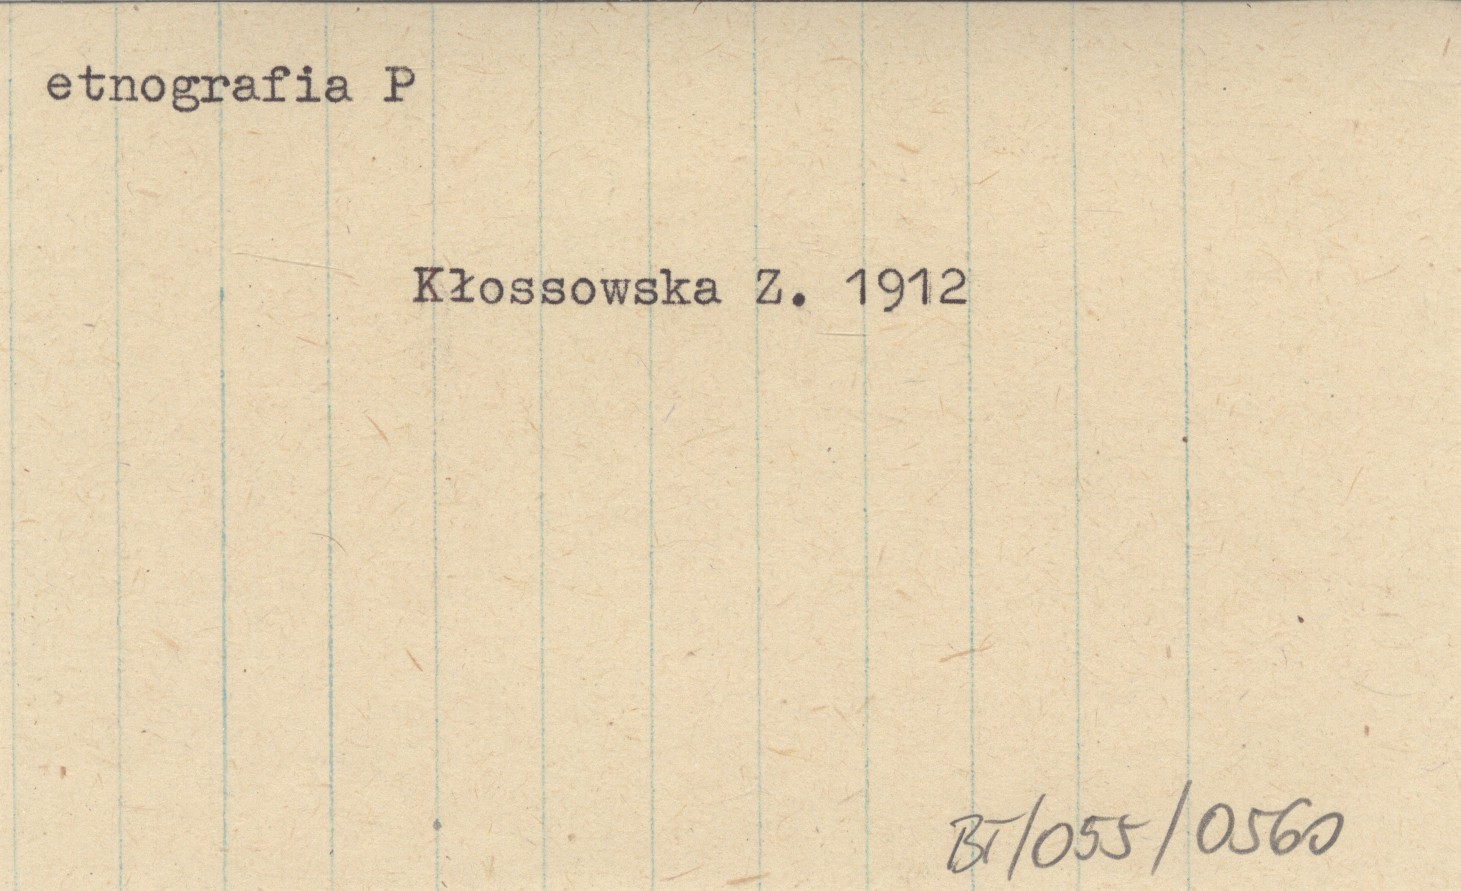 etnografia P
Kłossowska Z. 1912
BT/055/0560